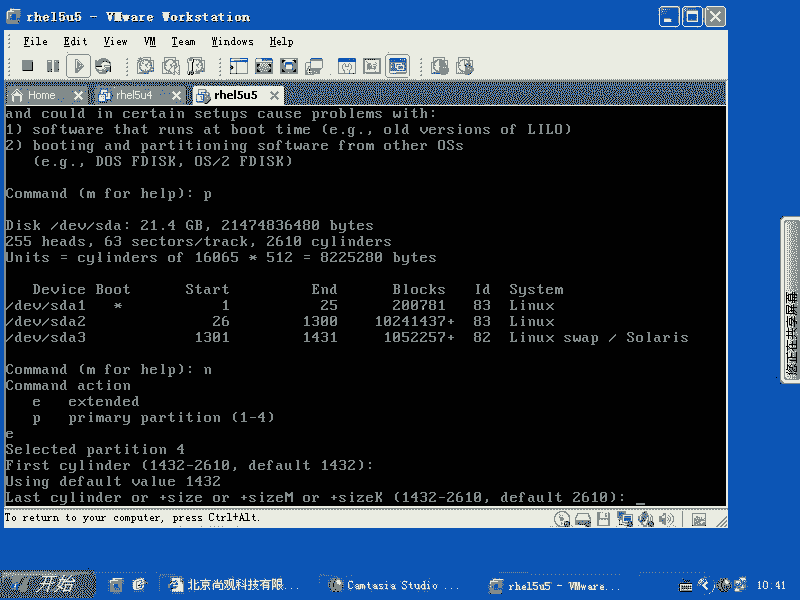 rhel5u5 - VMware Workstation
File Edit View VM Team Windows Help
Home rhel5u4 rhel5u5
and could in certain setups cause problems with:
1) software that runs at boot time (e.g., old versions of LILO)
2) booting and partitioning software from other OSs
   (e.g., DOS FDISK, OS/2 FDISK)
Command (m for help): p
Disk /dev/sda: 21.4 GB, 21474836480 bytes
255 heads, 63 sectors/track, 2610 cylinders
Units = cylinders of 16065 * 512 = 8225280 bytes
   Device Boot      Start         End      Blocks   Id  System
/dev/sda1   *           1          25      200781   83  Linux
/dev/sda2              26        1300    10241437+  83  Linux
/dev/sda3            1301        1431     1052257+  82  Linux swap / Solaris
Command (m for help): n
Command action
   e   extended
   p   primary partition (1-4)
e
Selected partition 4
First cylinder (1432-2610, default 1432):
Using default value 1432
Last cylinder or +size or +sizeM or +sizeK (1432-2610, default 2610): _
To return to your computer, press Ctrl+Alt.
您正在共享屏幕
开始 北京尚观科技有限... Camtasia Studio ... rhel5u5 - VMware... 10:41